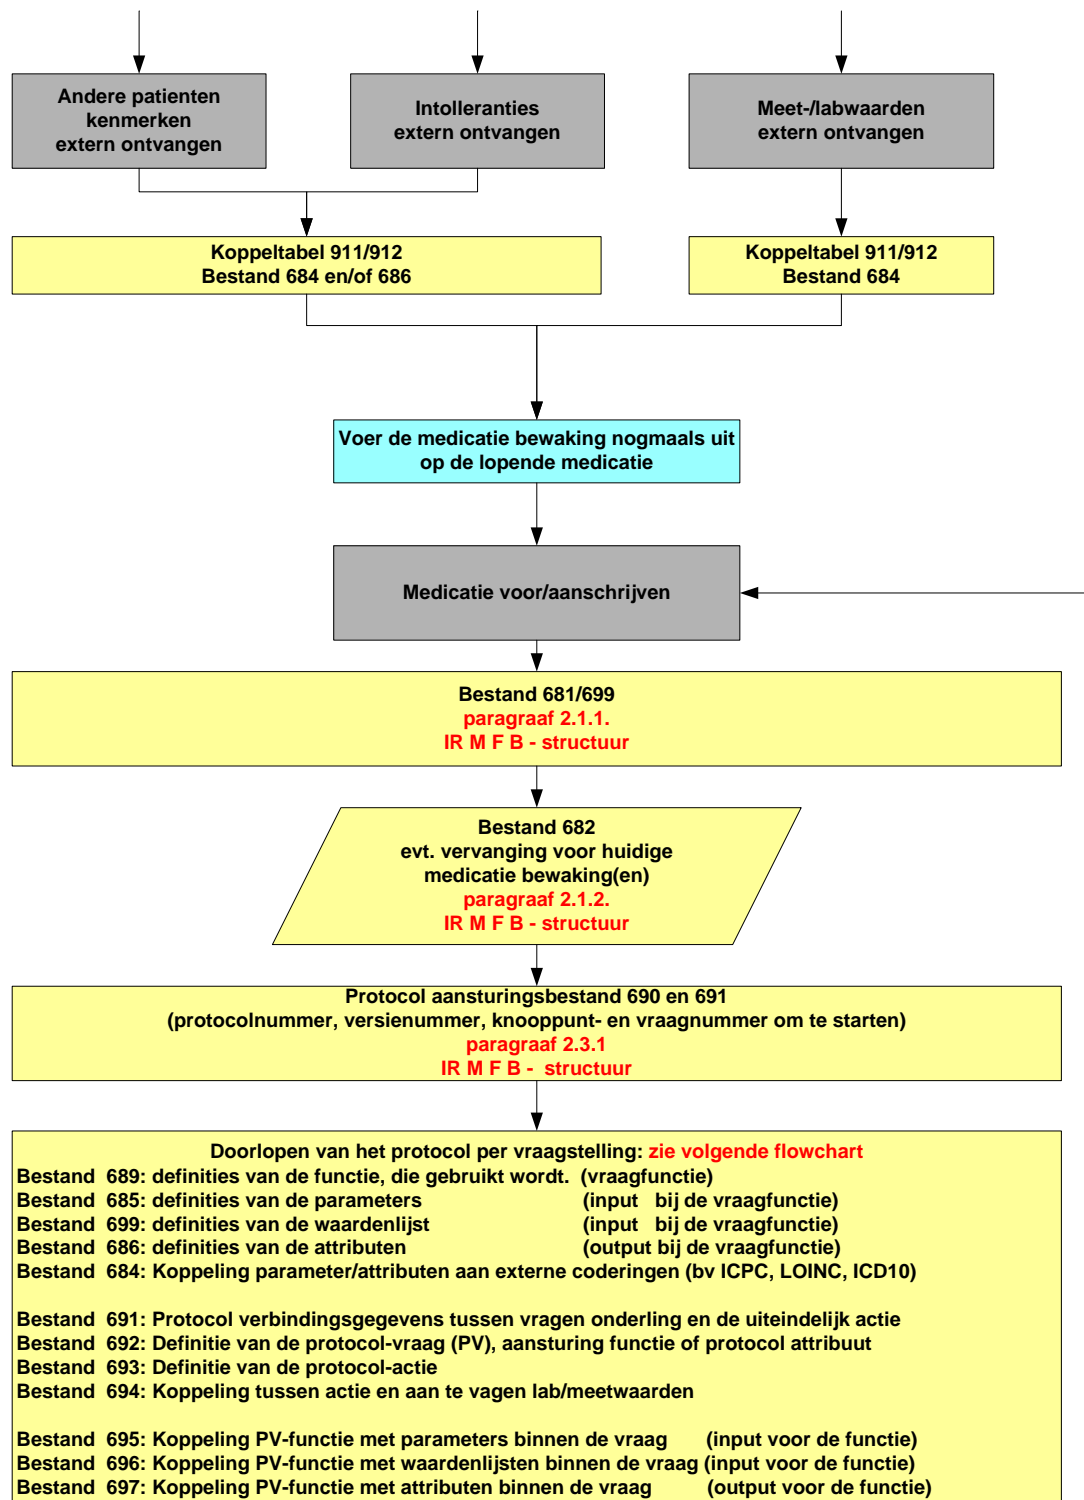 Andere patienten
kenmerken
extern ontvangen
Intolleranties
extern ontvangen
Meet-/labwaarden
extern ontvangen
Koppeltabel 911/912
Bestand 684 en/of 686
Koppeltabel 911/912
Bestand 684
Voer de medicatie bewaking nogmaals uit
op de lopende medicatie
Medicatie voor/aanschrijven
Bestand 681/699
paragraaf 2.1.1.
IR M F B - structuur
Bestand 682
evt. vervanging voor huidige
medicatie bewaking(en)
paragraaf 2.1.2.
IR M F B - structuur
Protocol aansturingsbestand 690 en 691
(protocolnummer, versienummer, knooppunt- en vraagnummer om te starten)
paragraaf 2.3.1
IR M F B - structuur
Doorlopen van het protocol per vraagstelling: zie volgende flowchart
Bestand 689: definities van de functie, die gebruikt wordt. (vraagfunctie)
Bestand 685: definities van de parameters (input bij de vraagfunctie)
Bestand 699: definities van de waardenlijst (input bij de vraagfunctie)
Bestand 686: definities van de attributen (output bij de vraagfunctie)
Bestand 684: Koppeling parameter/attributen aan externe coderingen (bv ICPC, LOINC, ICD10)
Bestand 691: Protocol verbindingsgegevens tussen vragen onderling en de uiteindelijk actie
Bestand 692: Definitie van de protocol-vraag (PV), aansturing functie of protocol attribuut
Bestand 693: Definitie van de protocol-actie
Bestand 694: Koppeling tussen actie en aan te vagen lab/meetwaarden
Bestand 695: Koppeling PV-functie met parameters binnen de vraag (input voor de functie)
Bestand 696: Koppeling PV-functie met waardenlijsten binnen de vraag (input voor de functie)
Bestand 697: Koppeling PV-functie met attributen binnen de vraag (output voor de functie)